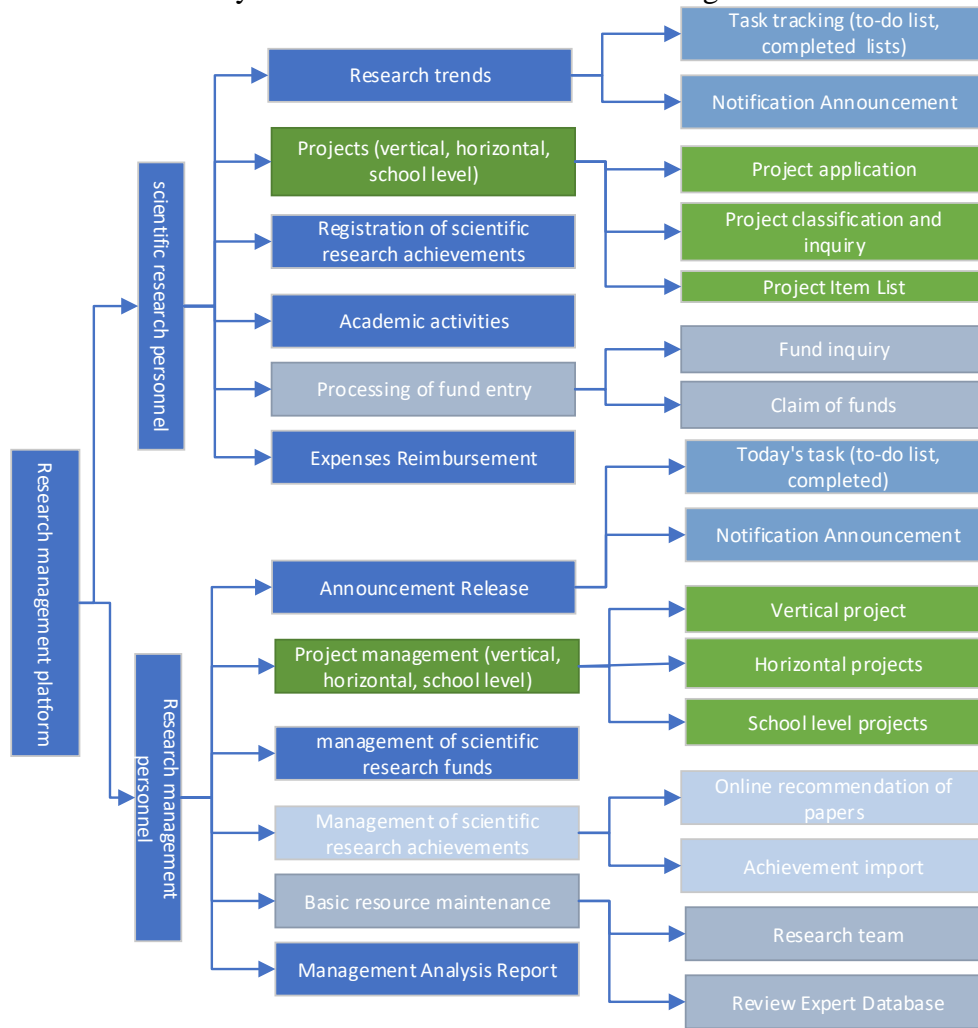 Research management platform
scientific research personnel
Research trends
Task tracking (to-do list,
completed lists)
Notification Announcement
Projects (vertical, horizontal,
school level)
Project application
Project classification and
inquiry
Project Item List
Registration of scientific
research achievements
Academic activities
Processing of fund entry
Fund inquiry
Claim of funds
Expenses Reimbursement
Research management
personnel
Announcement Release
Today's task (to-do list,
completed)
Notification Announcement
Project management (vertical,
horizontal, school level)
Vertical project
Horizontal projects
School level projects
management of scientific
research funds
Management of scientific
research achievements
Online recommendation of
papers
Achievement import
Basic resource maintenance
Research team
Review Expert Database
Management Analysis Report